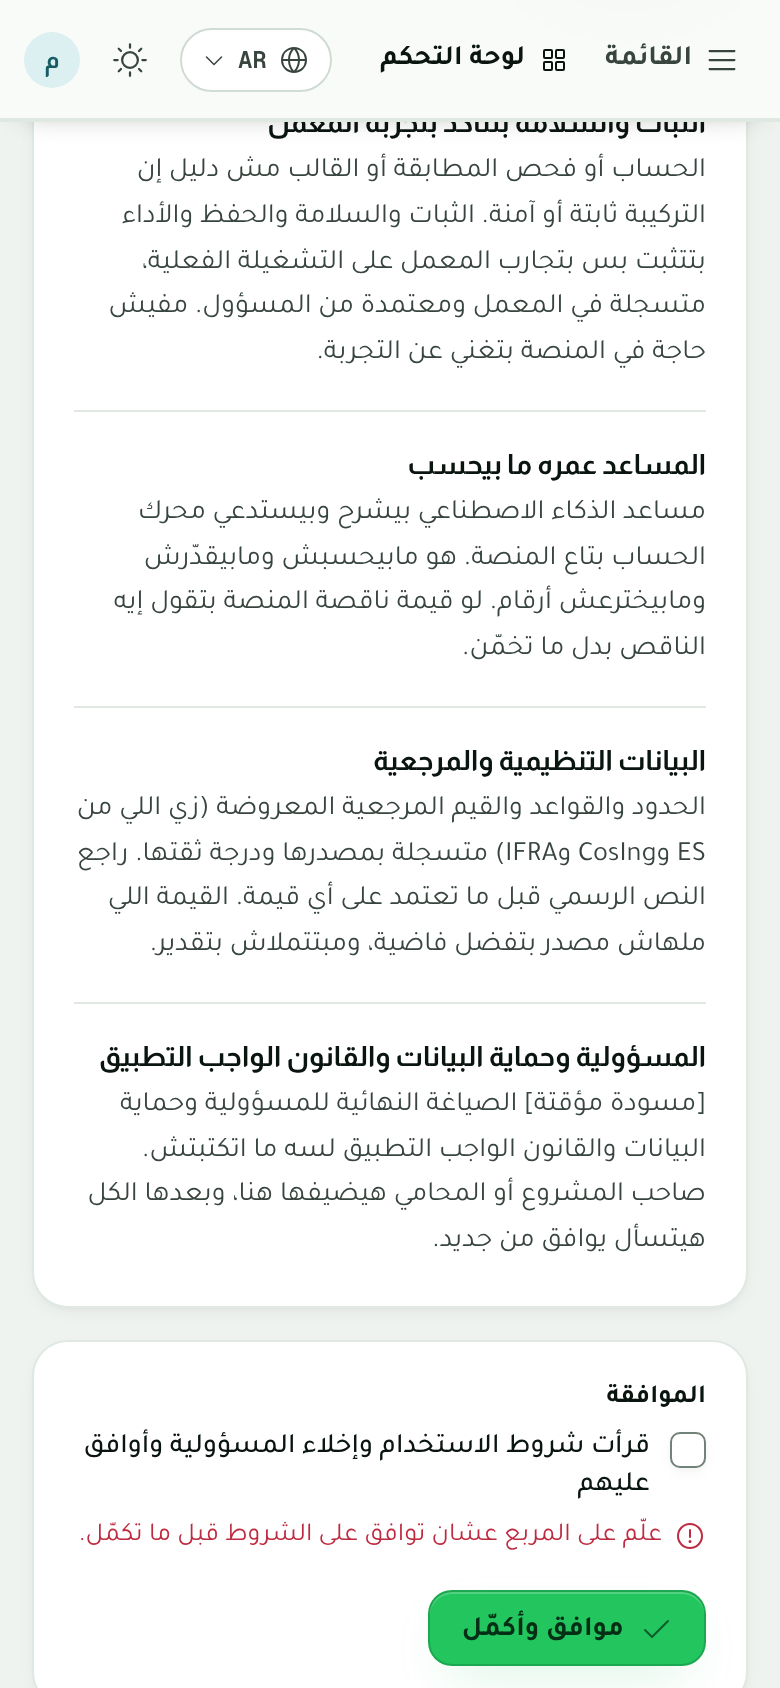 القائمة
لوحة التحكم
AR
م
الثبات والسلامة بتتأكد بتجربة المعمل
الحساب أو فحص المطابقة أو القالب مش دليل إن
التركيبة ثابتة أو آمنة. الثبات والسلامة والحفظ والأداء
بتتثبت بس بتجارب المعمل على التشغيلة الفعلية،
متسجلة في المعمل ومعتمدة من المسؤول. مفيش
حاجة في المنصة بتغني عن التجربة.
المساعد عمره ما بيحسب
مساعد الذكاء الاصطناعي بيشرح وبيستدعي محرك
الحساب بتاع المنصة. هو مابيحسبش ومابيقدّرش
ومابيخترعش أرقام. لو قيمة ناقصة المنصة بتقول إيه
الناقص بدل ما تخمّن.
البيانات التنظيمية والمرجعية
الحدود والقواعد والقيم المرجعية المعروضة (زي اللي من
ES وCosIng وIFRA) متسجلة بمصدرها ودرجة ثقتها. راجع
النص الرسمي قبل ما تعتمد على أي قيمة. القيمة اللي
ملهاش مصدر بتفضل فاضية، ومبتتملاش بتقدير.
المسؤولية وحماية البيانات والقانون الواجب التطبيق
[مسودة مؤقتة] الصياغة النهائية للمسؤولية وحماية
البيانات والقانون الواجب التطبيق لسه ما اتكتبتش.
صاحب المشروع أو المحامي هيضيفها هنا، وبعدها الكل
هيتسأل يوافق من جديد.
الموافقة
قرأت شروط الاستخدام وإخلاء المسؤولية وأوافق
عليهم
علّم على المربع عشان توافق على الشروط قبل ما تكمّل.
موافق وأكمّل